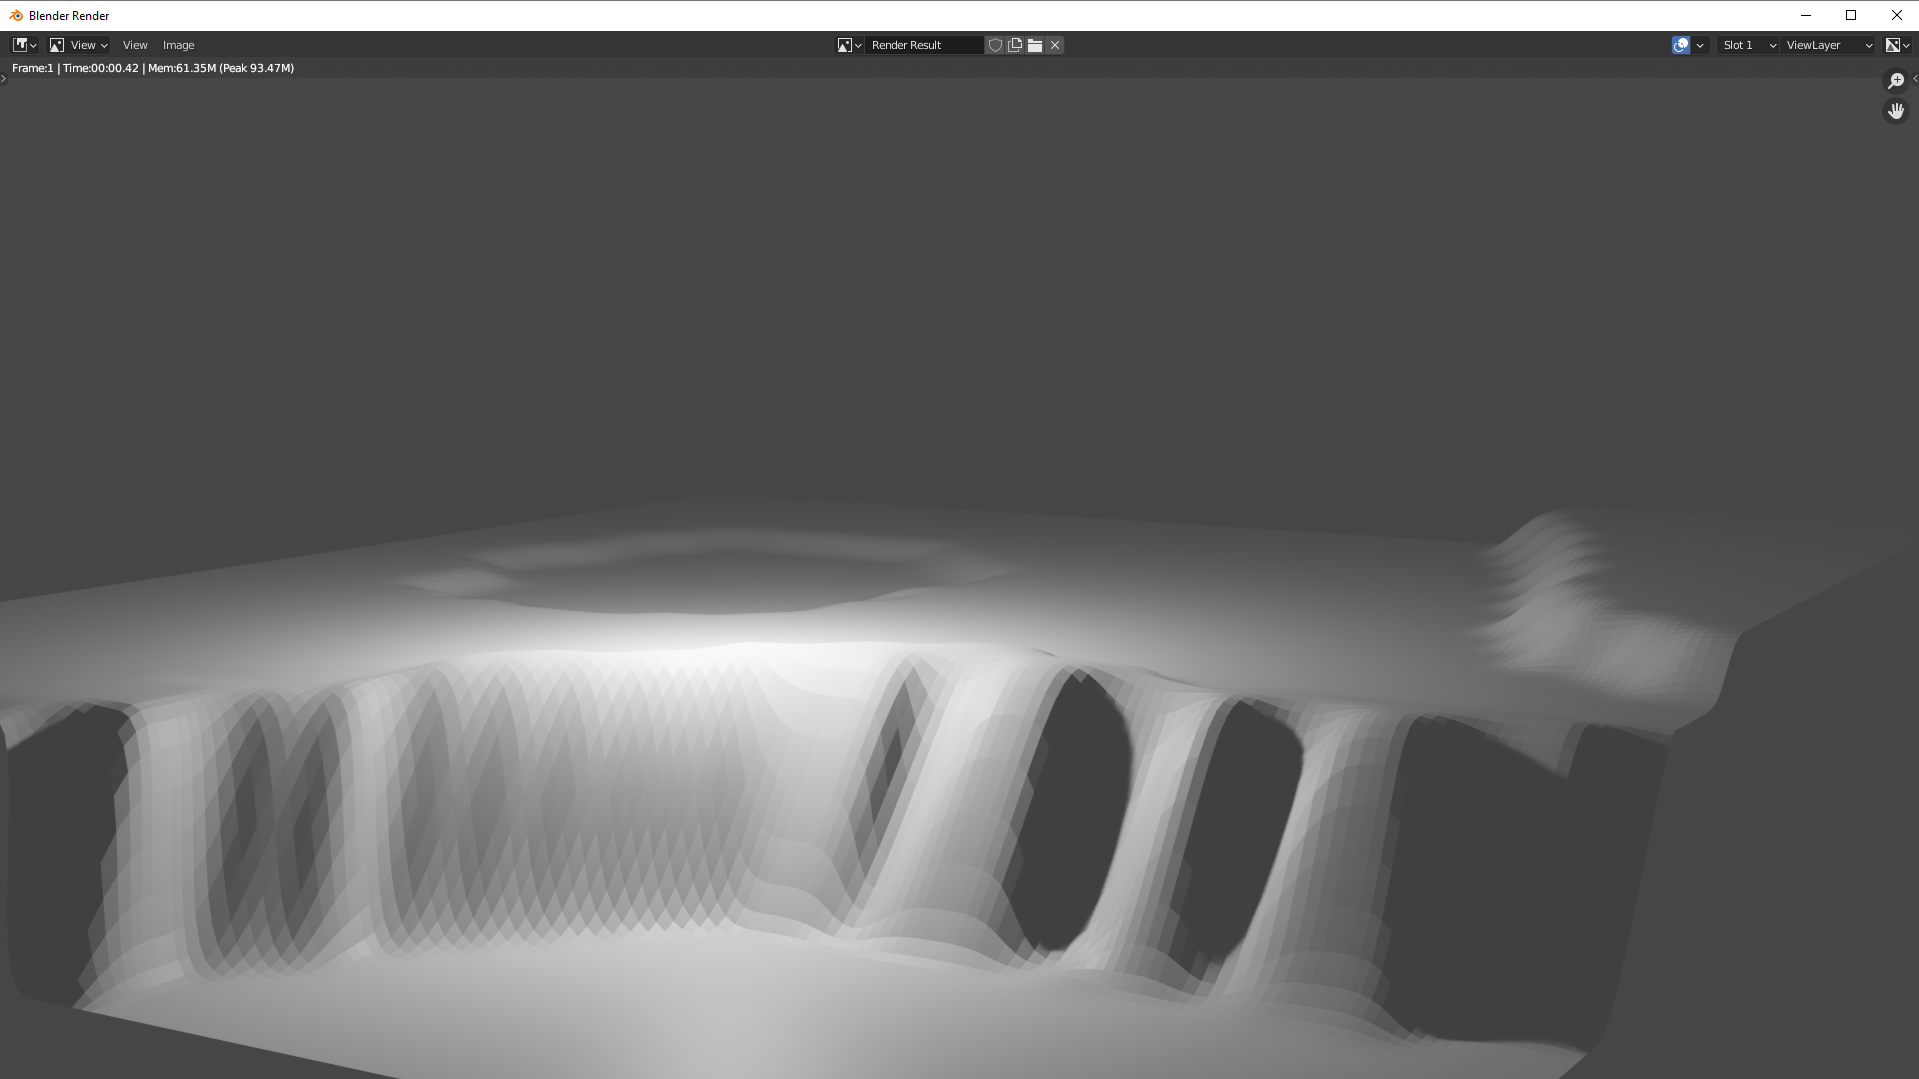 Blender Render
View View Image Render Result Slot 1 ViewLayer
Frame:1 | Time:00:00.42 | Mem:61.35M (Peak 93.47M)